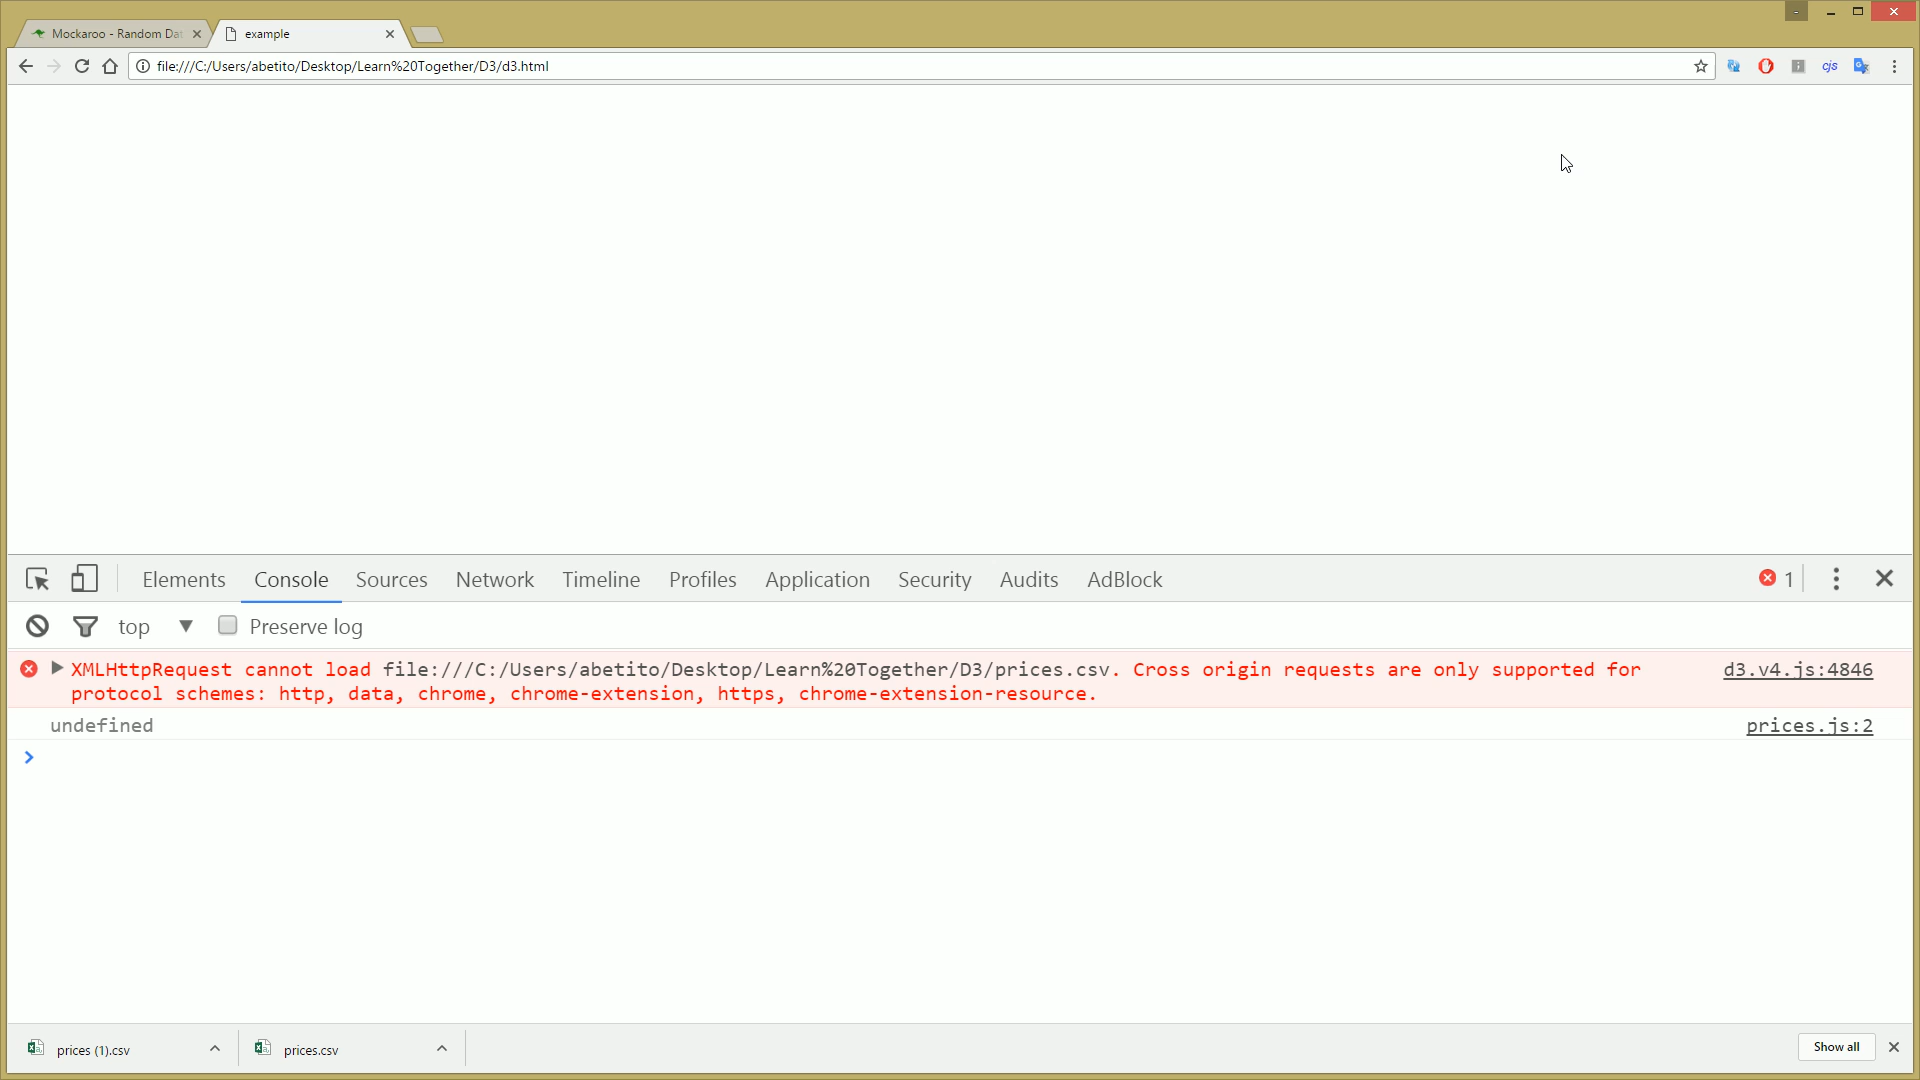 Mockaroo - Random Dat
example
file:///C:/Users/abetito/Desktop/Learn%20Together/D3/d3.html
cjs
Elements Console Sources Network Timeline Profiles Application Security Audits AdBlock 1
top Preserve log
XMLHttpRequest cannot load file:///C:/Users/abetito/Desktop/Learn%20Together/D3/prices.csv. Cross origin requests are only supported for d3.v4.js:4846
protocol schemes: http, data, chrome, chrome-extension, https, chrome-extension-resource.
undefined prices.js:2
prices (1).csv prices.csv Show all